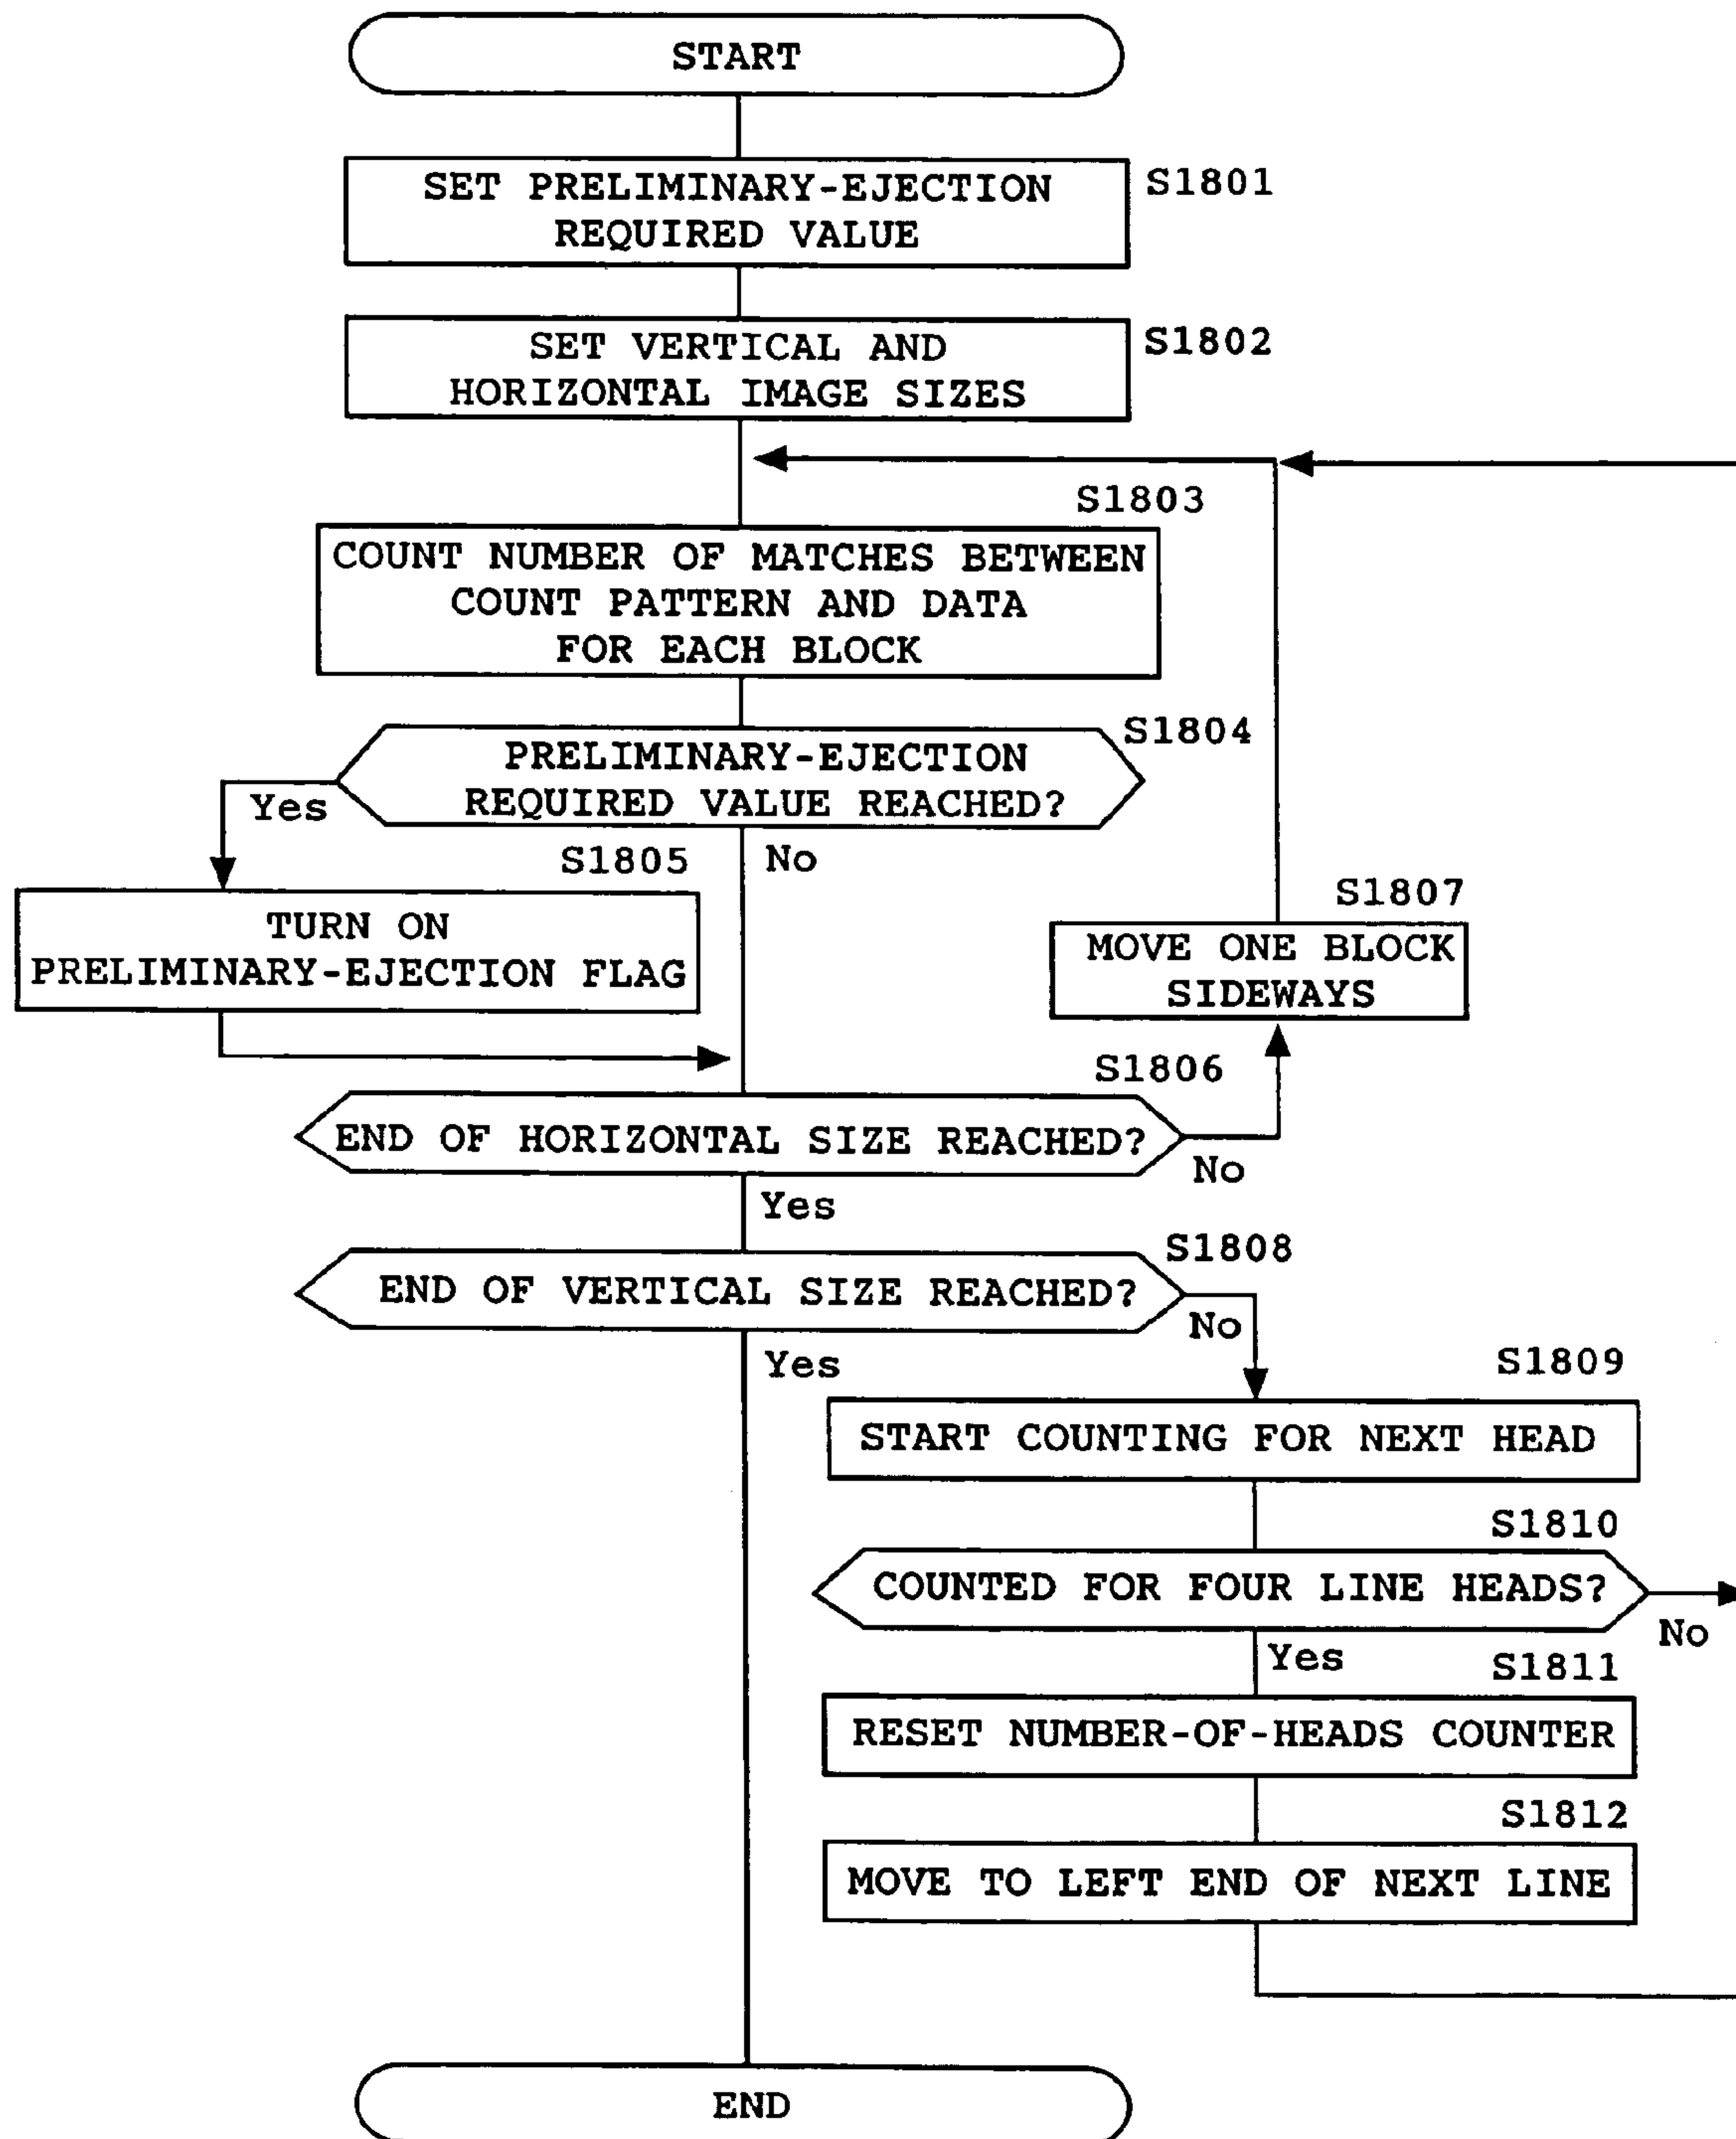 START
SET PRELIMINARY-EJECTION
REQUIRED VALUE
S1801
SET VERTICAL AND
HORIZONTAL IMAGE SIZES
S1802
S1803
COUNT NUMBER OF MATCHES BETWEEN
COUNT PATTERN AND DATA
FOR EACH BLOCK
S1804
PRELIMINARY-EJECTION
REQUIRED VALUE REACHED?
Yes
No
S1805
TURN ON
PRELIMINARY-EJECTION FLAG
S1807
MOVE ONE BLOCK
SIDEWAYS
S1806
END OF HORIZONTAL SIZE REACHED?
No
Yes
S1808
END OF VERTICAL SIZE REACHED?
No
Yes
S1809
START COUNTING FOR NEXT HEAD
S1810
COUNTED FOR FOUR LINE HEADS?
No
Yes
S1811
RESET NUMBER-OF-HEADS COUNTER
S1812
MOVE TO LEFT END OF NEXT LINE
END